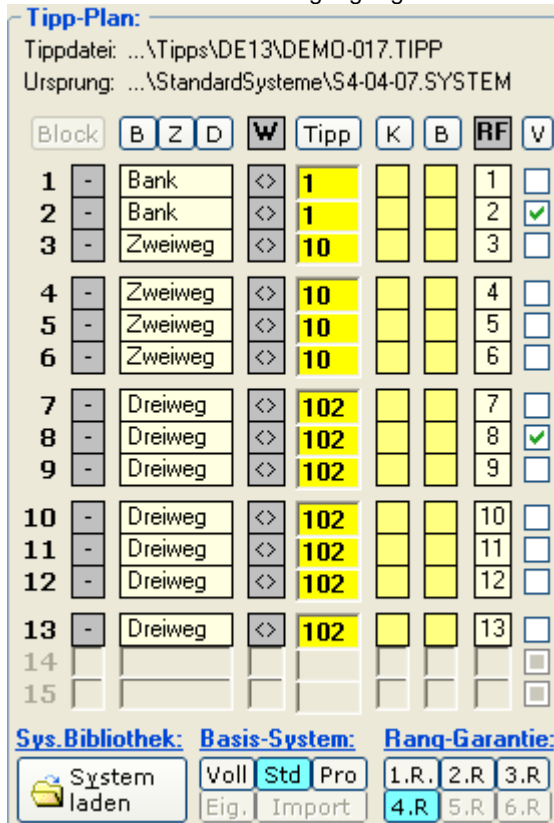 Tipp-Plan:
Tippdatei: ...\Tipps\DE13\DEMO-017.TIPP
Ursprung: ...\StandardSysteme\S4-04-07.SYSTEM
Block B Z D W Tipp K B RF V
1 - Bank <> 1 1
2 - Bank <> 1 2
3 - Zweiweg <> 10 3
4 - Zweiweg <> 10 4
5 - Zweiweg <> 10 5
6 - Zweiweg <> 10 6
7 - Dreiweg <> 102 7
8 - Dreiweg <> 102 8
9 - Dreiweg <> 102 9
10 - Dreiweg <> 102 10
11 - Dreiweg <> 102 11
12 - Dreiweg <> 102 12
13 - Dreiweg <> 102 13
14
15
Sys.Bibliothek: Basis-System: Rang-Garantie:
System laden Voll Std Pro 1.R. 2.R 3.R
Eig. Import 4.R 5.R 6.R